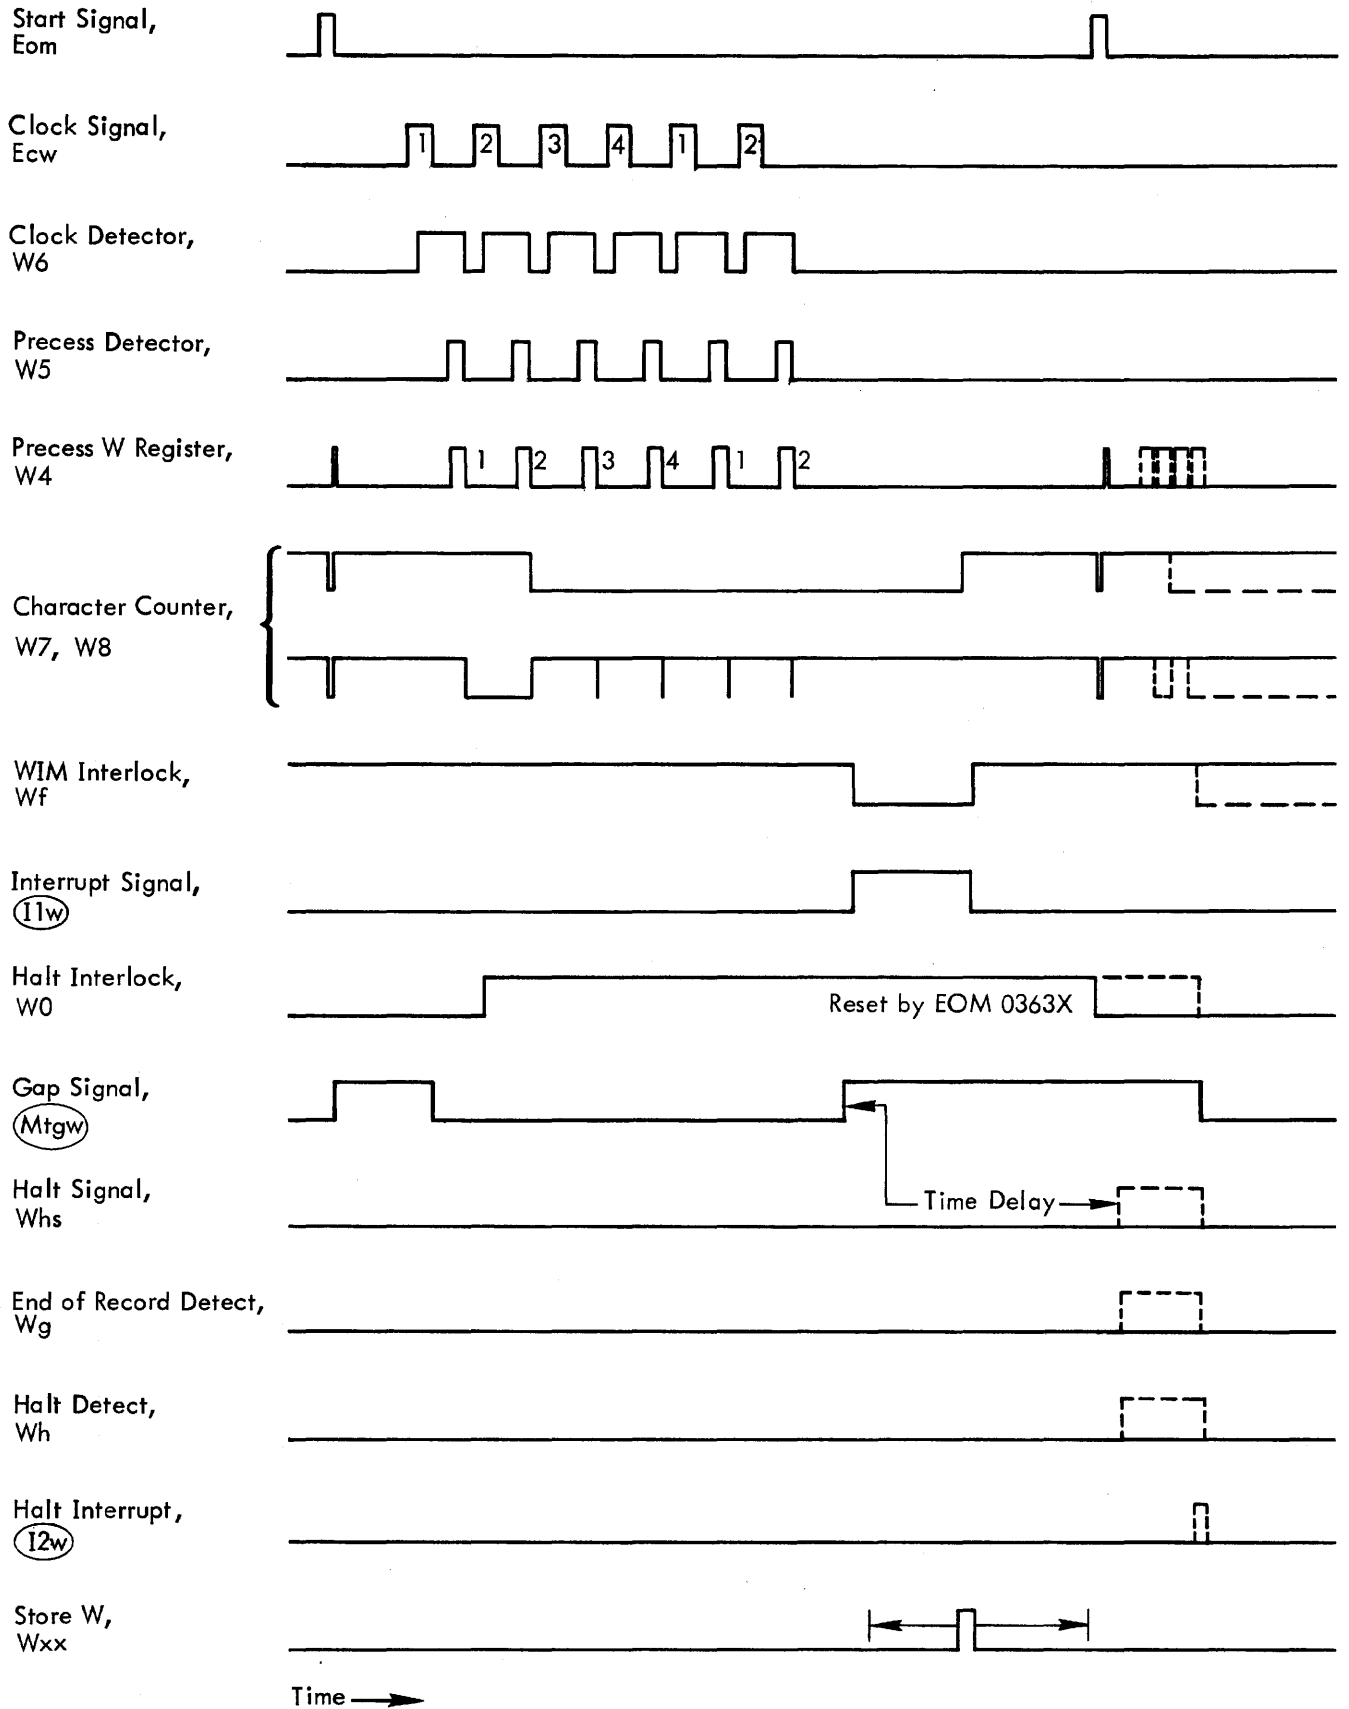 Start Signal,
Eom
Clock Signal,
Ecw
1 2 3 4 1 2
Clock Detector,
W6
Precess Detector,
W5
Precess W Register,
W4
1 2 3 4 1 2
Character Counter,
W7, W8
WIM Interlock,
Wf
Interrupt Signal,
I1w
Halt Interlock,
W0
Reset by EOM 0363X
Gap Signal,
Mtgw
Halt Signal,
Whs
Time Delay
End of Record Detect,
Wg
Halt Detect,
Wh
Halt Interrupt,
I2w
Store W,
Wxx
Time